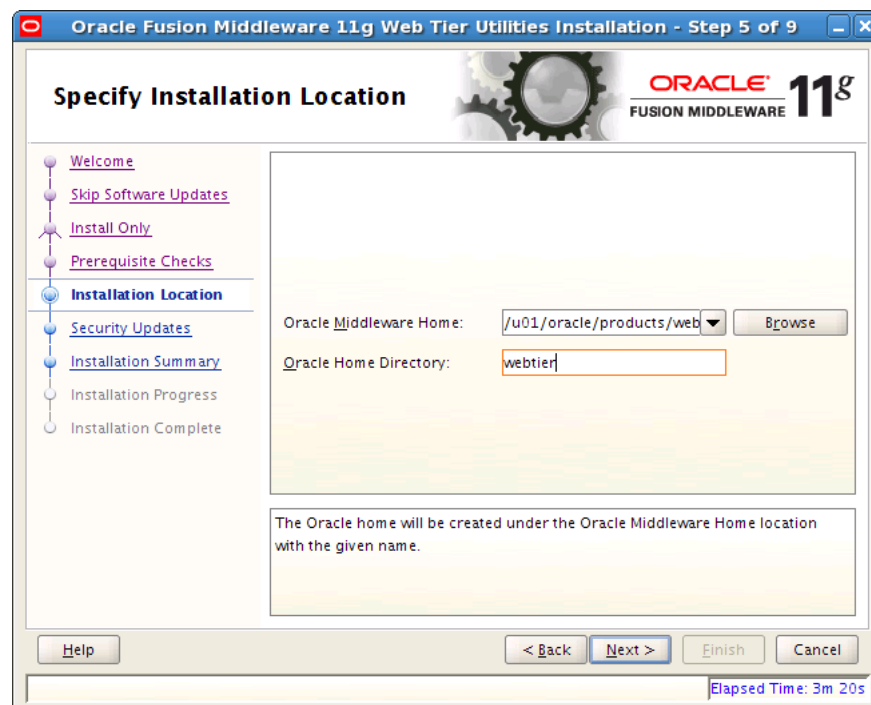 Oracle Fusion Middleware 11g Web Tier Utilities Installation - Step 5 of 9
Specify Installation Location
ORACLE
FUSION MIDDLEWARE
11g
Welcome
Skip Software Updates
Install Only
Prerequisite Checks
Installation Location
Security Updates
Installation Summary
Installation Progress
Installation Complete
Oracle Middleware Home: /u01/oracle/products/web Browse
Oracle Home Directory: webtier
The Oracle home will be created under the Oracle Middleware Home location
with the given name.
Help < Back Next > Finish Cancel
Elapsed Time: 3m 20s